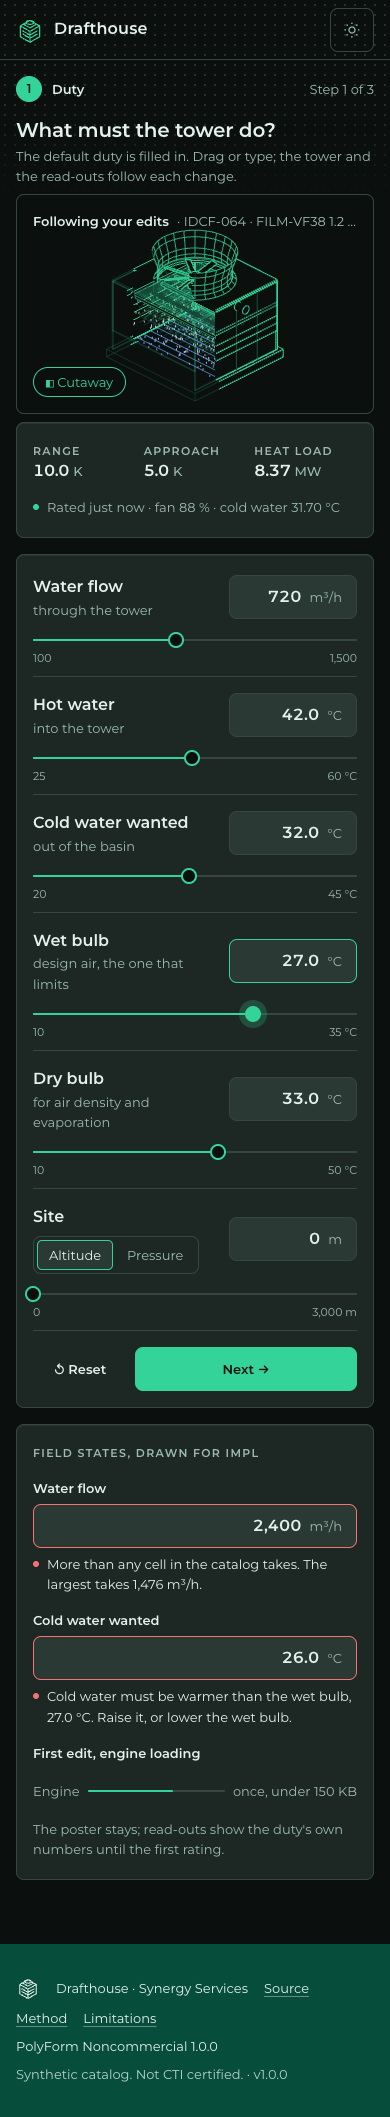 Drafthouse
1 Duty Step 1 of 3
What must the tower do?
The default duty is filled in. Drag or type; the tower and
the read-outs follow each change.
Following your edits · IDCF-064 · FILM-VF38 1.2 ...
Cutaway
RANGE APPROACH HEAT LOAD
10.0 K 5.0 K 8.37 MW
Rated just now · fan 88 % · cold water 31.70 °C
Water flow
through the tower
720 m³/h
100 1,500
Hot water
into the tower
42.0 °C
25 60 °C
Cold water wanted
out of the basin
32.0 °C
20 45 °C
Wet bulb
design air, the one that
limits
27.0 °C
10 35 °C
Dry bulb
for air density and
evaporation
33.0 °C
10 50 °C
Site
Altitude Pressure
0 m
0 3,000 m
Reset Next →
FIELD STATES, DRAWN FOR IMPL
Water flow
2,400 m³/h
More than any cell in the catalog takes. The
largest takes 1,476 m³/h.
Cold water wanted
26.0 °C
Cold water must be warmer than the wet bulb,
27.0 °C. Raise it, or lower the wet bulb.
First edit, engine loading
Engine once, under 150 KB
The poster stays; read-outs show the duty's own
numbers until the first rating.
Drafthouse · Synergy Services Source
Method Limitations
PolyForm Noncommercial 1.0.0
Synthetic catalog. Not CTI certified. · v1.0.0